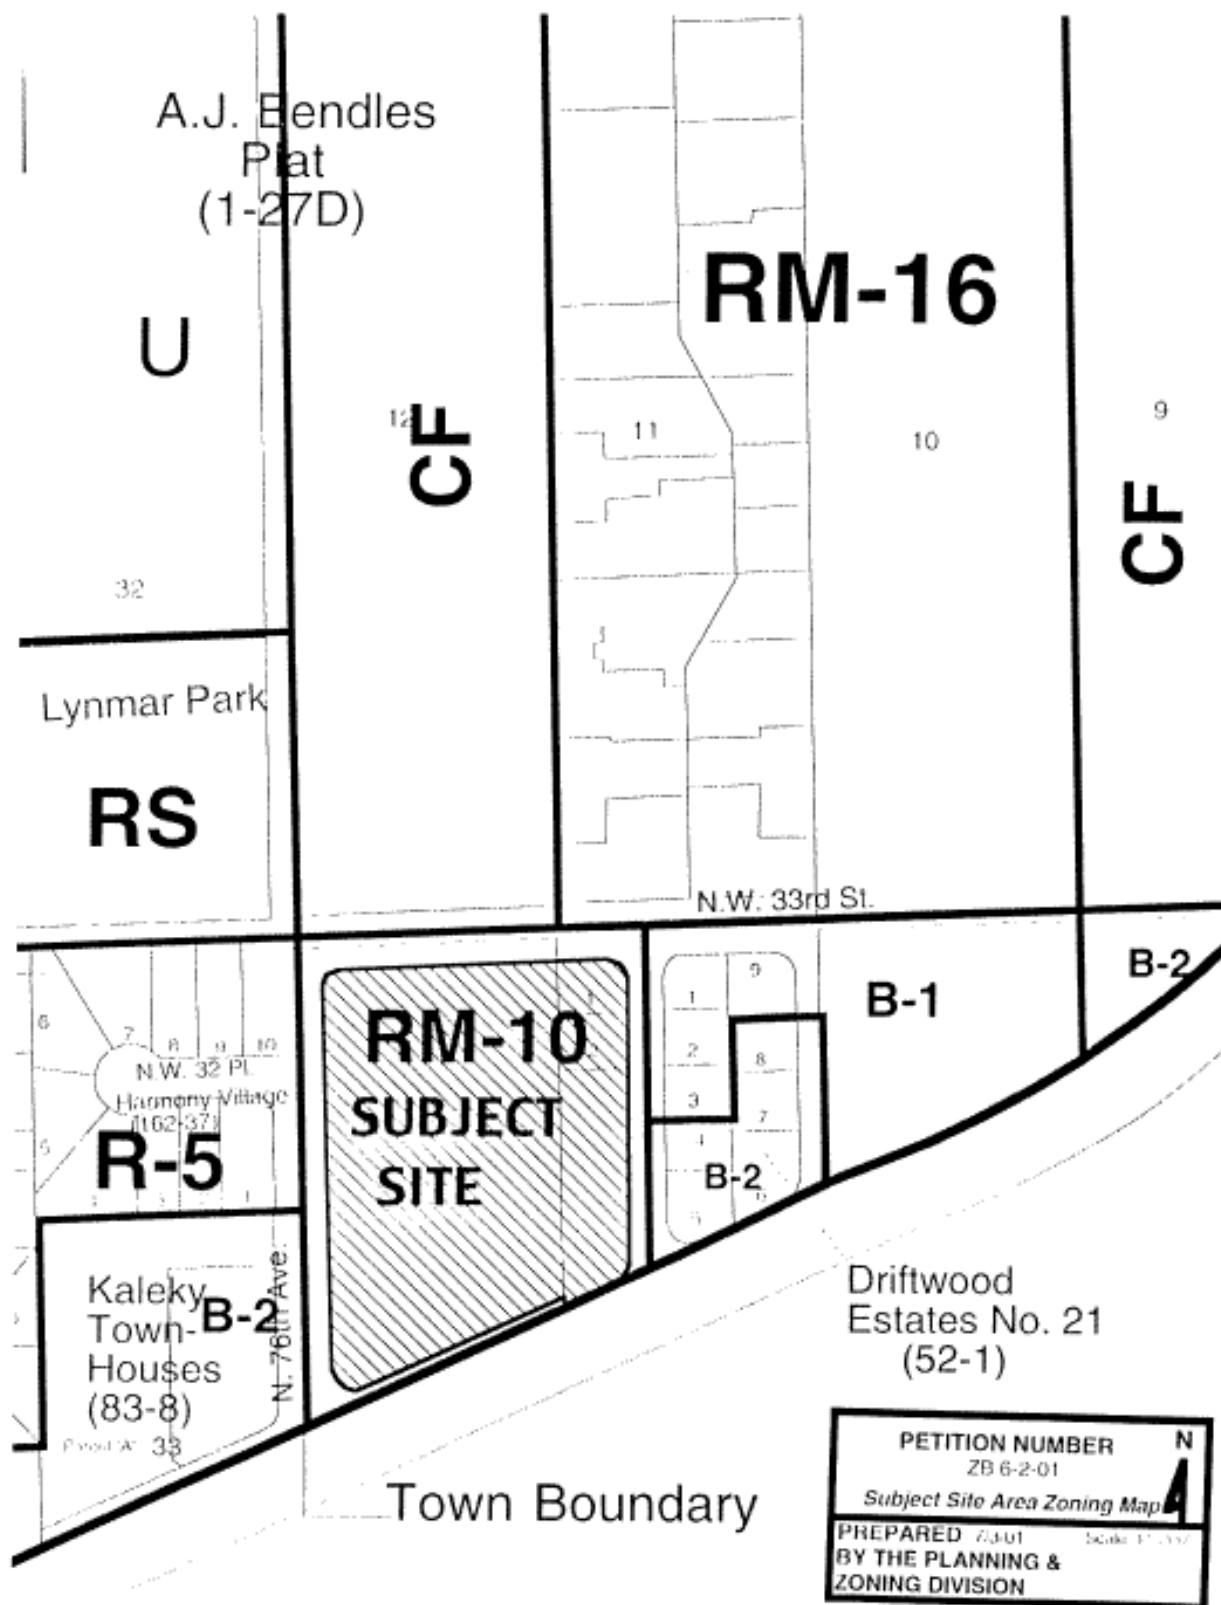 A.J. Bendles
Plat
(1-27D)
U
RM-16
12
CF
11
10
9
CF
32
Lynmar Park
RS
N.W. 33rd St.
B-2
B-1
RM-10
SUBJECT
SITE
1
9
1
2
8
3
7
4
B-2
6
5
6
7
8
9
10
N.W. 32 Pl.
Harmony Village
5
R-5
Kaleky
Town-
Houses
(83-8)
B-2
N. 76th Ave.
33
Driftwood
Estates No. 21
(52-1)
Town Boundary
PETITION NUMBER
N
ZB 6-2-01
Subject Site Area Zoning Map
PREPARED
BY THE PLANNING &
ZONING DIVISION